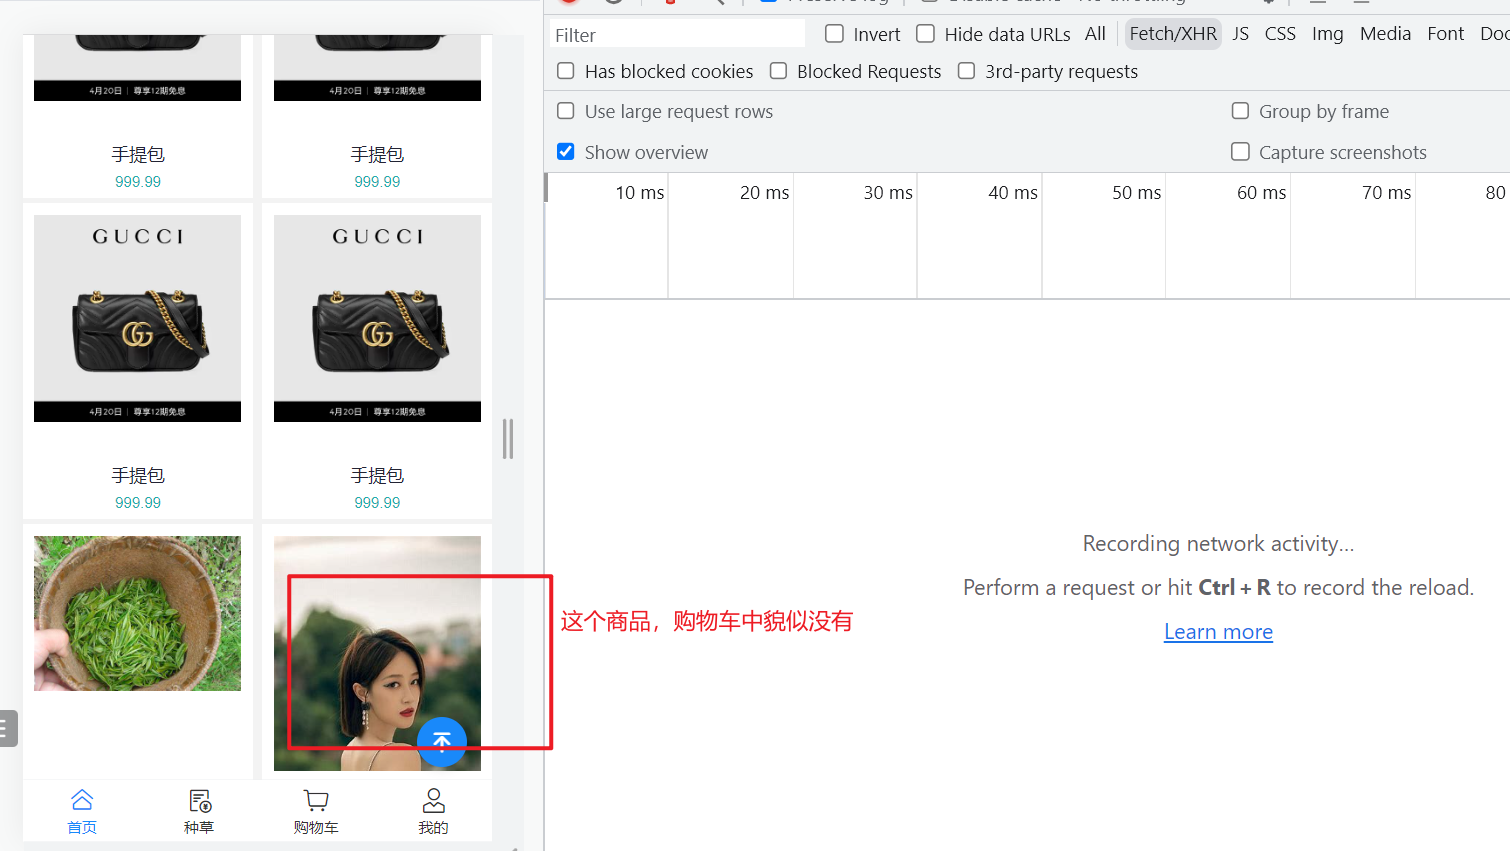 4月20日 | 尊享12期免息
4月20日 | 尊享12期免息
手提包
999.99
手提包
999.99
GUCCI
4月20日 | 尊享12期免息
手提包
999.99
GUCCI
4月20日 | 尊享12期免息
手提包
999.99
首页
种草
购物车
我的
这个商品，购物车中貌似没有
Filter
Invert
Hide data URLs
All
Fetch/XHR
JS
CSS
Img
Media
Font
Doc
Has blocked cookies
Blocked Requests
3rd-party requests
Use large request rows
Group by frame
Show overview
Capture screenshots
10 ms
20 ms
30 ms
40 ms
50 ms
60 ms
70 ms
80
Recording network activity…
Perform a request or hit Ctrl + R to record the reload.
Learn more